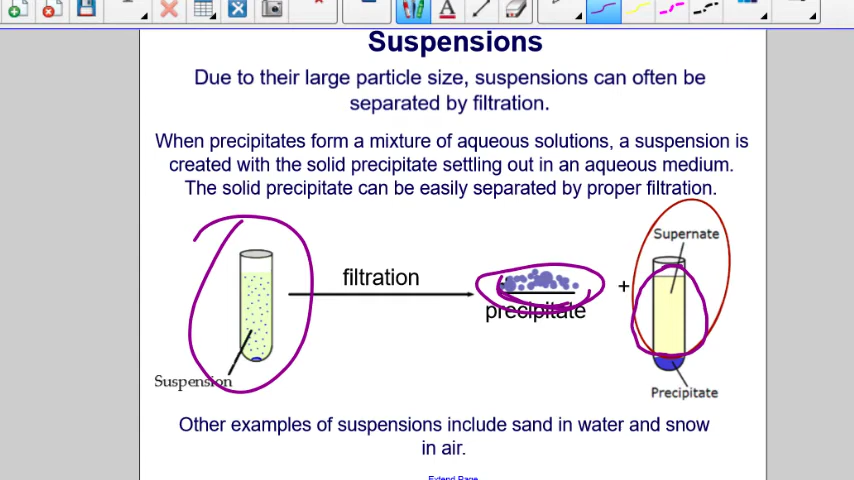 Suspensions
Due to their large particle size, suspensions can often be
separated by filtration.
When precipitates form a mixture of aqueous solutions, a suspension is
created with the solid precipitate settling out in an aqueous medium.
The solid precipitate can be easily separated by proper filtration.
Supernate
filtration
+
precipitate
Suspension
Precipitate
Other examples of suspensions include sand in water and snow
in air.
Extend Page